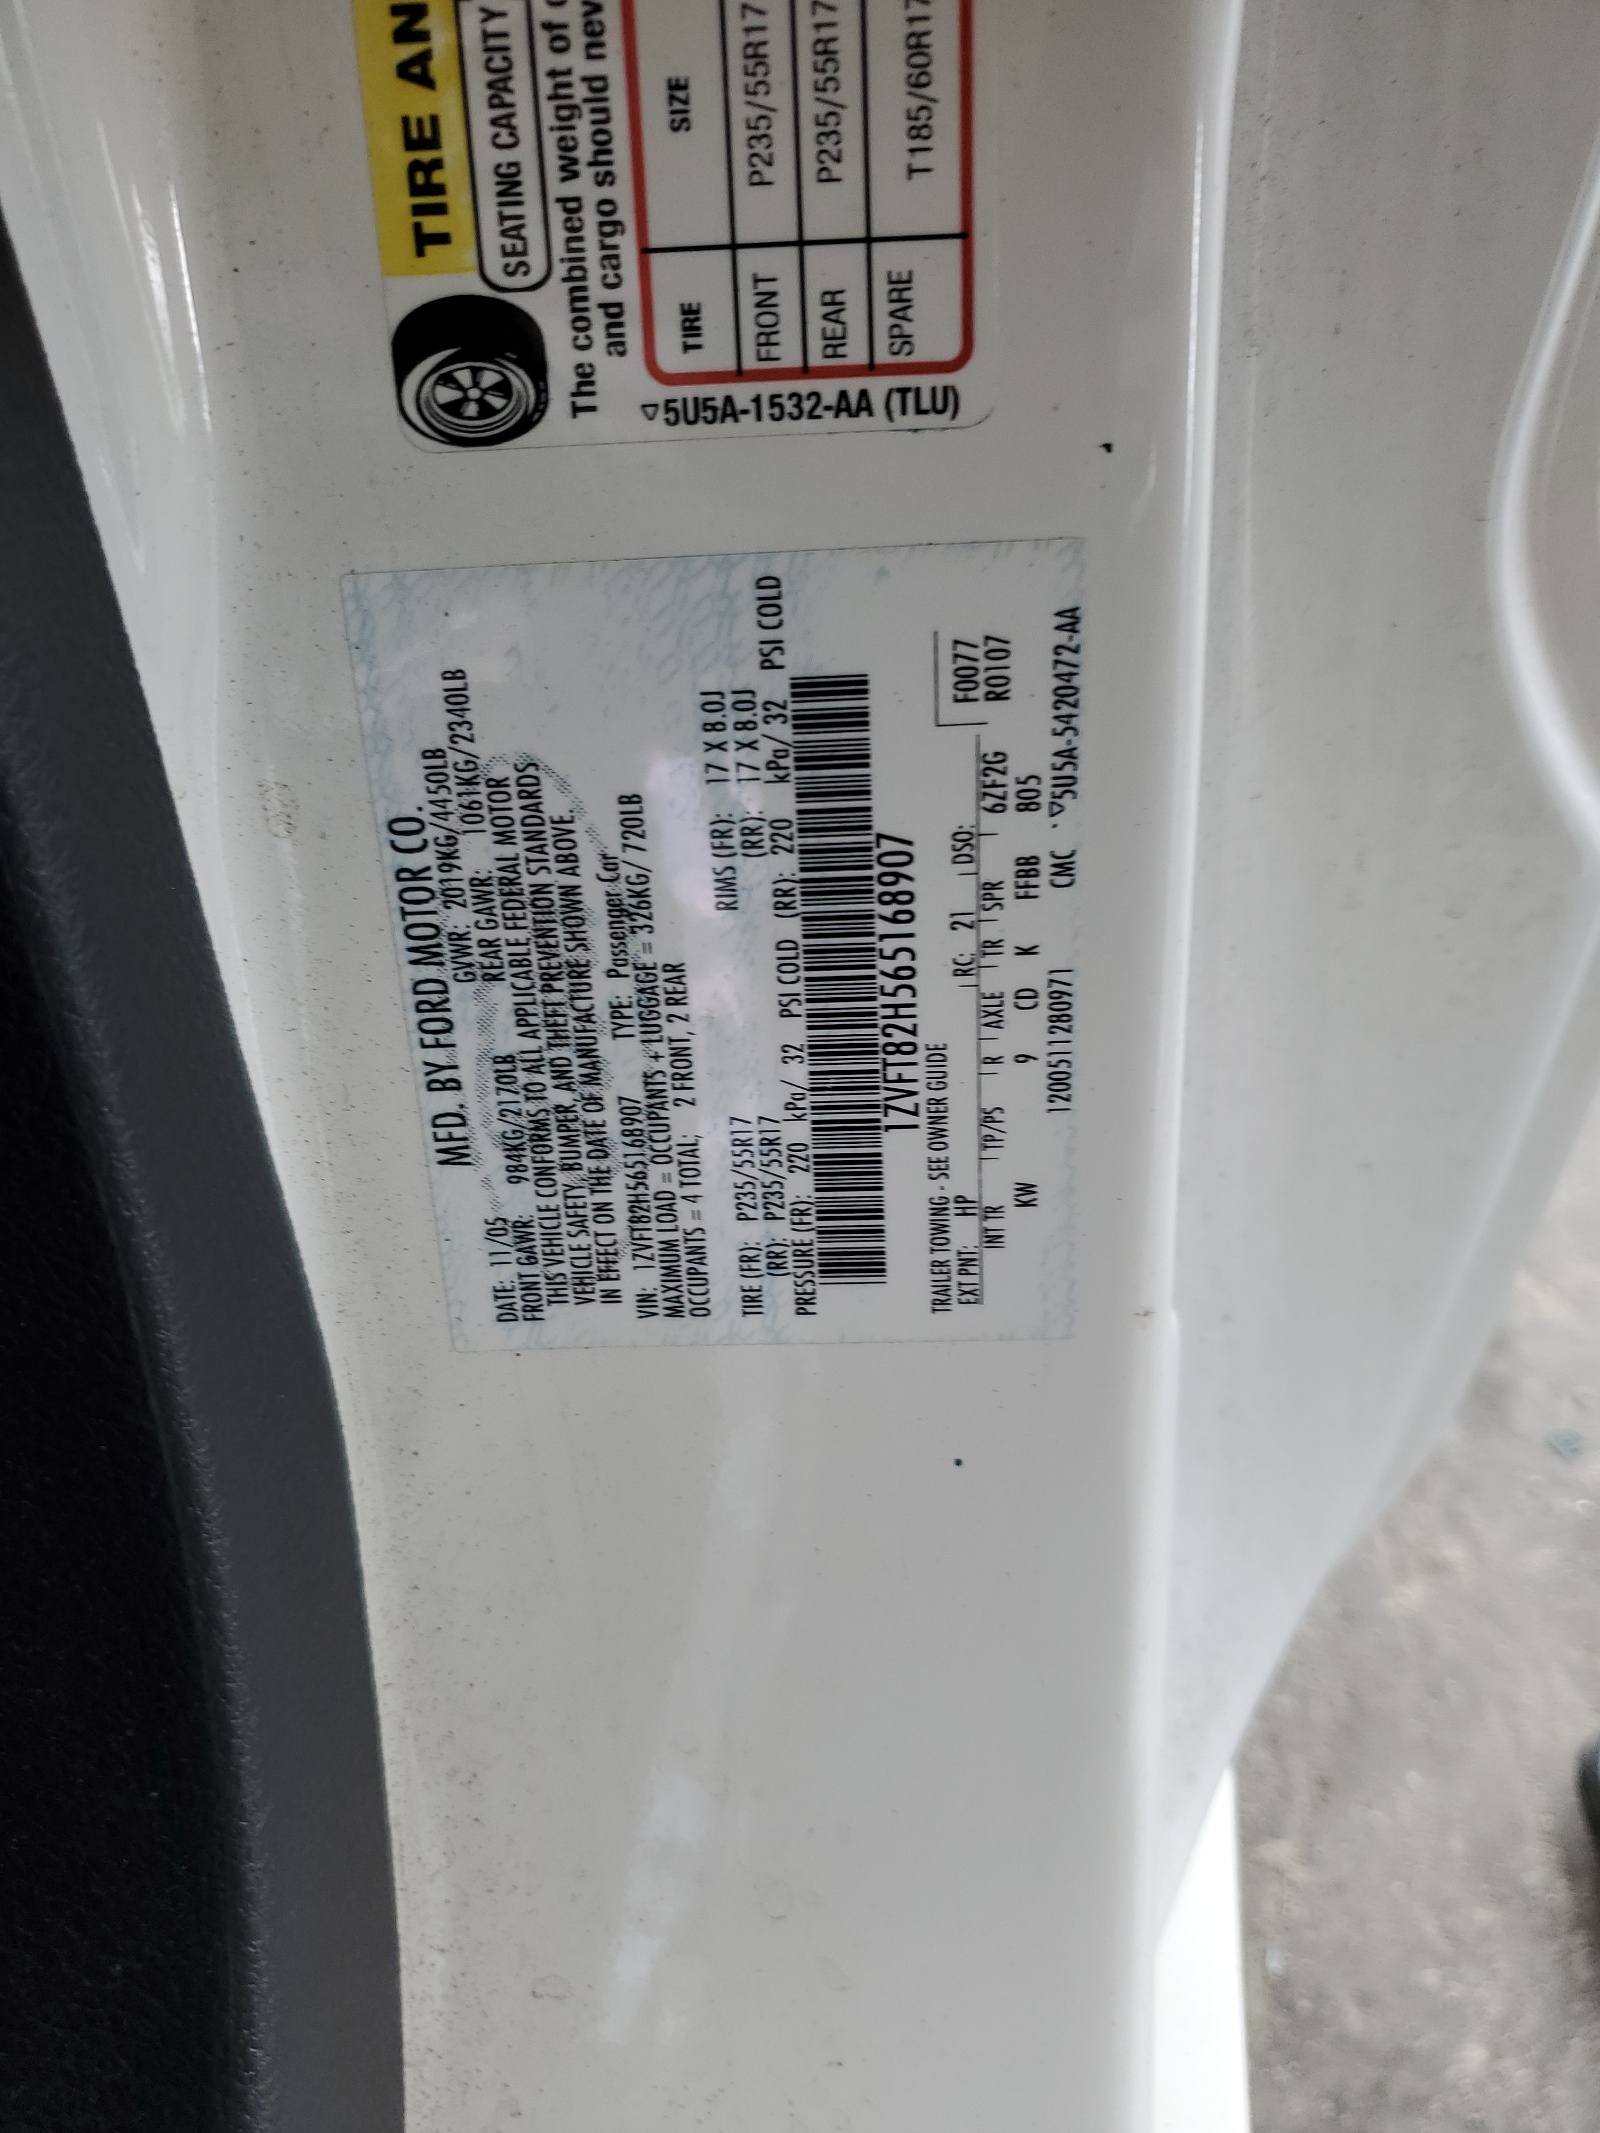 TIRE AN
SEATING CAPACITY
The combined weight of
and cargo should nev
TIRE SIZE
FRONT P235/55R17
REAR P235/55R17
SPARE T185/60R17
▽5U5A-1532-AA (TLU)
MFD. BY FORD MOTOR CO.
DATE: 11/05 GVWR: 2019KG/4450LB
FRONT GAWR: 984KG/2170LB REAR GAWR: 1061KG/2340LB
THIS VEHICLE CONFORMS TO ALL APPLICABLE FEDERAL MOTOR
VEHICLE SAFETY, BUMPER, AND THEFT PREVENTION STANDARDS
IN EFFECT ON THE DATE OF MANUFACTURE SHOWN ABOVE.
VIN: 1ZVFT82H565168907 TYPE: Passenger Car
MAXIMUM LOAD = OCCUPANTS + LUGGAGE = 326KG/ 720LB
OCCUPANTS = 4 TOTAL, 2 FRONT, 2 REAR
TIRE (FR): P235/55R17 RIMS (FR): 17 X 8.0J
(RR): P235/55R17 (RR): 17 X 8.0J
PRESSURE (FR): 220 kPa/ 32 PSI COLD (RR): 220 kPa/ 32 PSI COLD
1ZVFT82H565168907
TRAILER TOWING - SEE OWNER GUIDE
EXT PNT: HP RC: 21 DSO: F0077
INT TR TP/PS R AXLE TR SPR 6ZF2G R0107
KW 9 CD K FFBB 805
120051128097​1 CMC ▽5U5A-5420472-AA